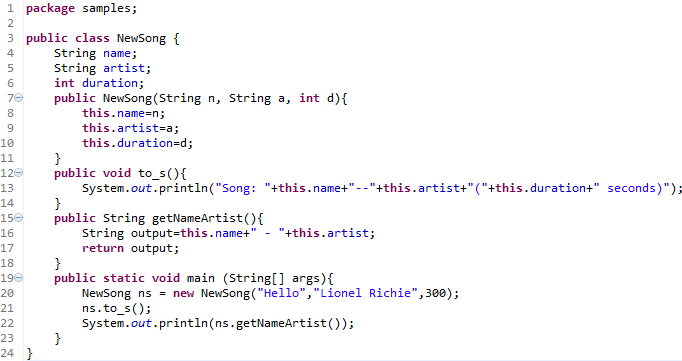 1 package samples;
2
3 public class NewSong {
4     String name;
5     String artist;
6     int duration;
7     public NewSong(String n, String a, int d){
8         this.name=n;
9         this.artist=a;
10         this.duration=d;
11     }
12     public void to_s(){
13         System.out.println("Song: "+this.name+"--"+this.artist+"("+this.duration+" seconds)");
14     }
15     public String getNameArtist(){
16         String output=this.name+" - "+this.artist;
17         return output;
18     }
19     public static void main (String[] args){
20         NewSong ns = new NewSong("Hello","Lionel Richie",300);
21         ns.to_s();
22         System.out.println(ns.getNameArtist());
23     }
24 }